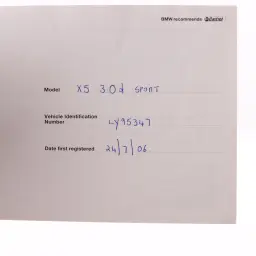 BMW recommends Castrol
Model X5 3.0d SPORT
Vehicle Identification
Number LY95347
Date first registered 24/7/06